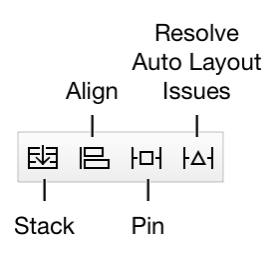 Resolve
Auto Layout
Issues
Align
Stack
Pin